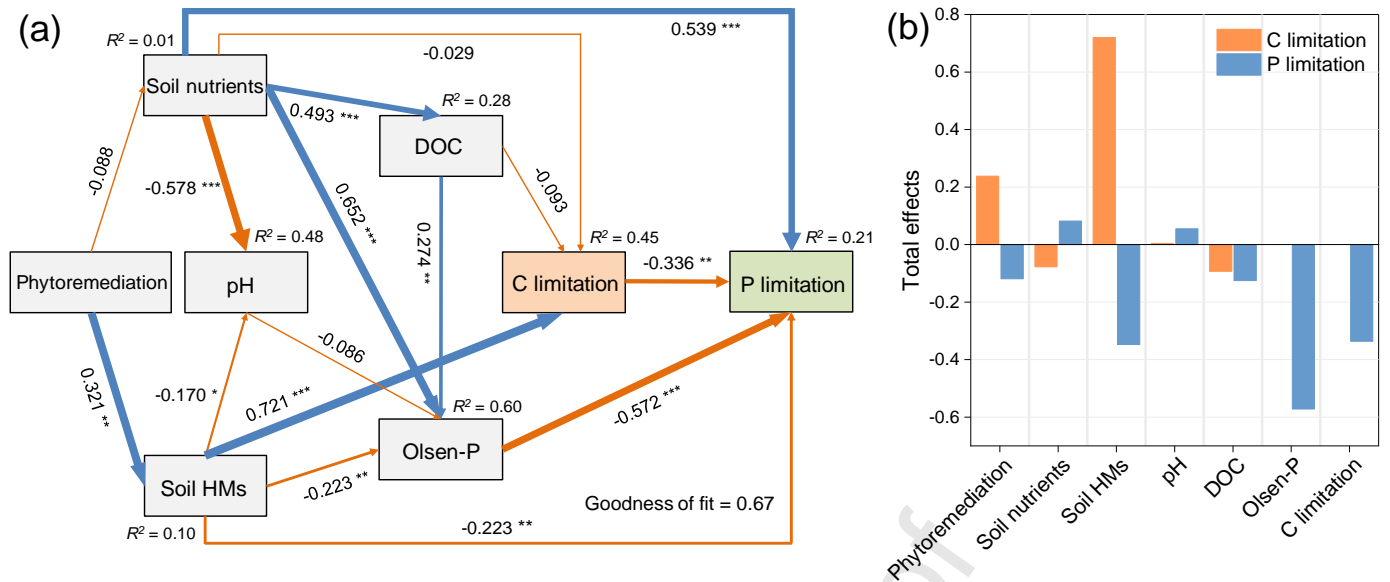 (a)
R² = 0.01
Soil nutrients
0.539 ***
-0.029
0.493 ***
R² = 0.28
DOC
-0.088
-0.578 ***
0.652 ***
0.274 **
-0.093
R² = 0.48
R² = 0.45
R² = 0.21
Phytoremediation
pH
C limitation
-0.336 **
P limitation
-0.086
0.321 **
-0.170 *
0.721 ***
R² = 0.60
-0.572 ***
Olsen-P
Soil HMs
-0.223 **
Goodness of fit = 0.67
R² = 0.10
-0.223 **
(b)
0.8
0.6
0.4
0.2
0.0
-0.2
-0.4
-0.6
Total effects
C limitation
P limitation
Phytoremediation
Soil nutrients
Soil HMs
pH
DOC
Olsen-P
C limitation